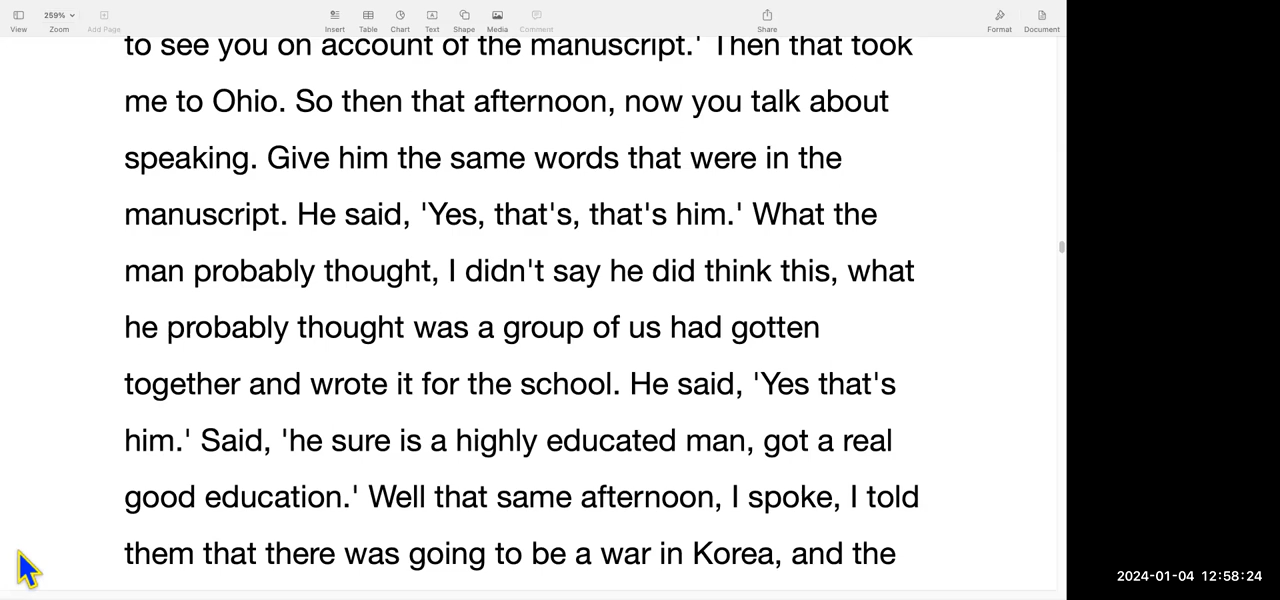 259%
View
Zoom
Add Page
Insert
Table
Chart
Text
Shape
Media
Comment
Share
Format
Document
to see you on account of the manuscript.' Then that took
me to Ohio. So then that afternoon, now you talk about
speaking. Give him the same words that were in the
manuscript. He said, 'Yes, that's, that's him.' What the
man probably thought, I didn't say he did think this, what
he probably thought was a group of us had gotten
together and wrote it for the school. He said, 'Yes that's
him.' Said, 'he sure is a highly educated man, got a real
good education.' Well that same afternoon, I spoke, I told
them that there was going to be a war in Korea, and the
2024-01-04 12:58:24